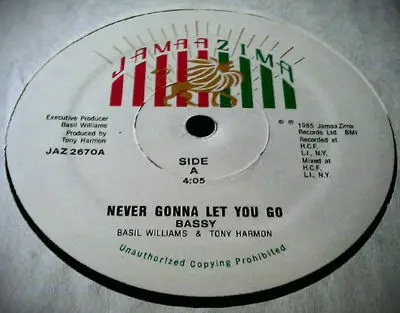 JAMAAZIMA
Executive Producer
Basil Williams
Produced by
Tony Harmon
JAZ 2670A
SIDE
A
4:05
℗ © 1985 JamaaZima
Records Ltd. BMI
Recorded at
H.C.F.
L.I., N.Y.
Mixed at
H.C.F.
L.I., N.Y.
NEVER GONNA LET YOU GO
BASSY
BASIL WILLIAMS & TONY HARMON
Unauthorized Copying Prohibited